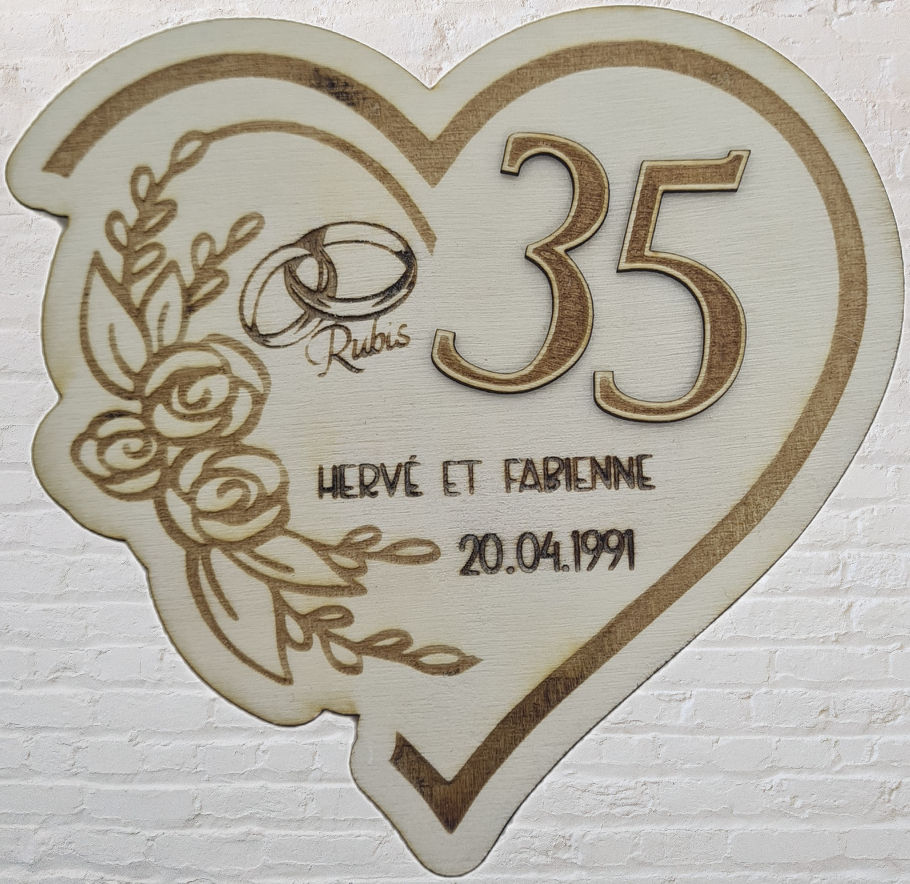 35
Rubis
HERVÉ ET FABIENNE
20.04.1991